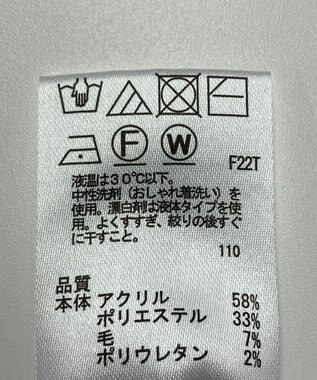 F W F22T
液温は30℃以下。
中性洗剤(おしゃれ着洗い)を
使用。漂白剤は液体タイプを使
用。よくすすぎ、絞りの後すぐ
に干すこと。
110
品質
本体 アクリル 58%
ポリエステル 33%
毛 7%
ポリウレタン 2%